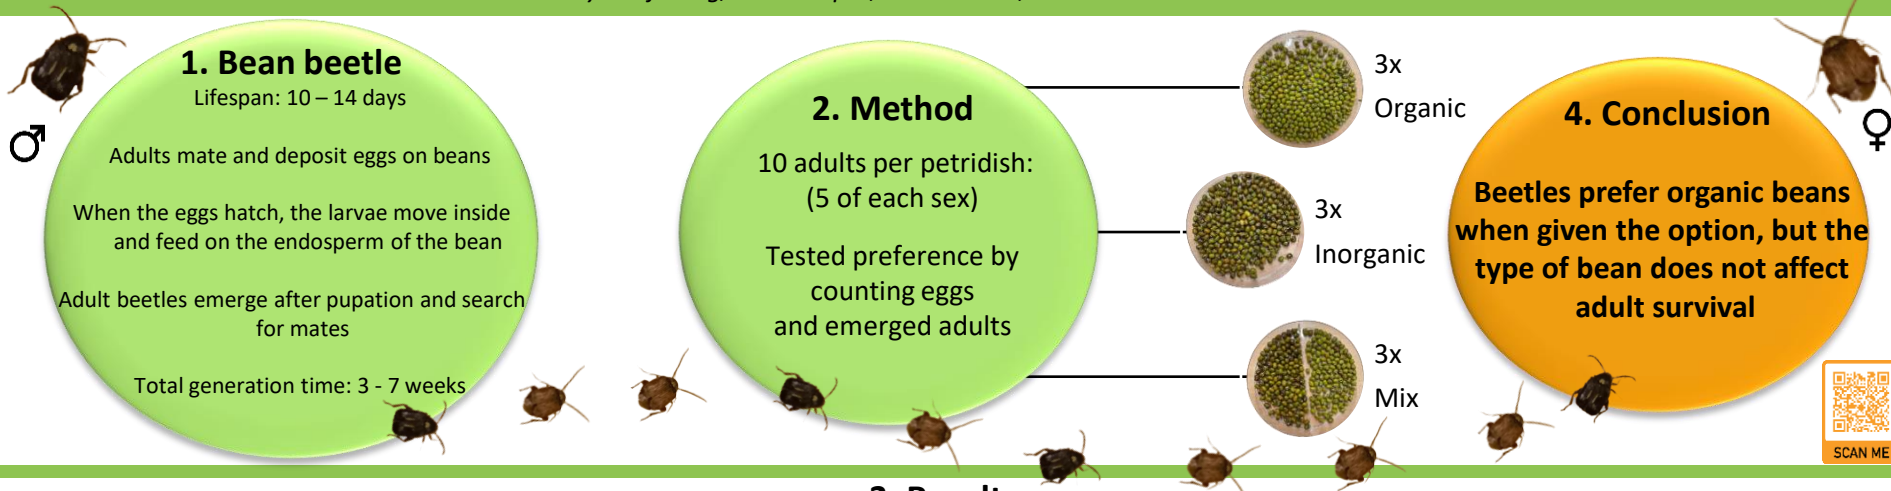 1. Bean beetle
Lifespan: 10 – 14 days
Adults mate and deposit eggs on beans
When the eggs hatch, the larvae move inside
and feed on the endosperm of the bean
Adult beetles emerge after pupation and search
for mates
Total generation time: 3 - 7 weeks
2. Method
10 adults per petridish:
(5 of each sex)
Tested preference by
counting eggs
and emerged adults
3x
Organic
3x
Inorganic
3x
Mix
4. Conclusion
Beetles prefer organic beans
when given the option, but the
type of bean does not affect
adult survival
SCAN ME